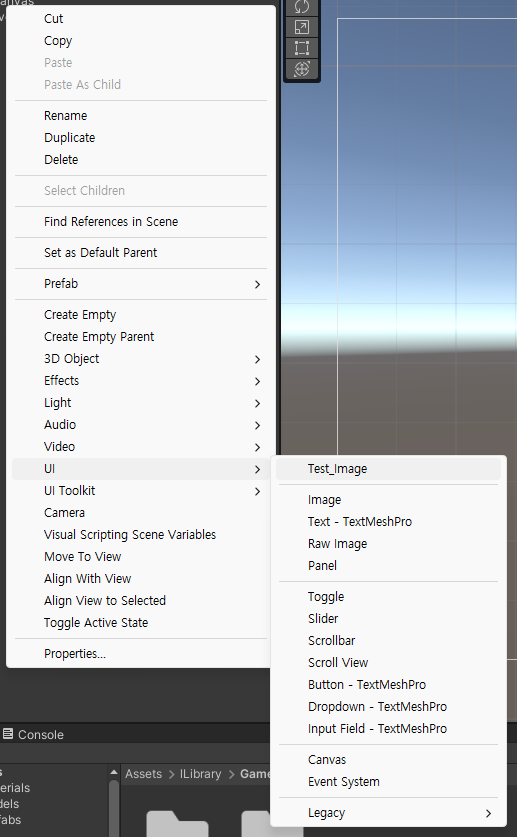 Cut
Copy
Paste
Paste As Child
Rename
Duplicate
Delete
Select Children
Find References in Scene
Set as Default Parent
Prefab
Create Empty
Create Empty Parent
3D Object
Effects
Light
Audio
Video
UI
UI Toolkit
Camera
Visual Scripting Scene Variables
Move To View
Align With View
Align View to Selected
Toggle Active State
Properties...
Test_Image
Image
Text - TextMeshPro
Raw Image
Panel
Toggle
Slider
Scrollbar
Scroll View
Button - TextMeshPro
Dropdown - TextMeshPro
Input Field - TextMeshPro
Canvas
Event System
Legacy
Console
Assets > ILibrary > Game